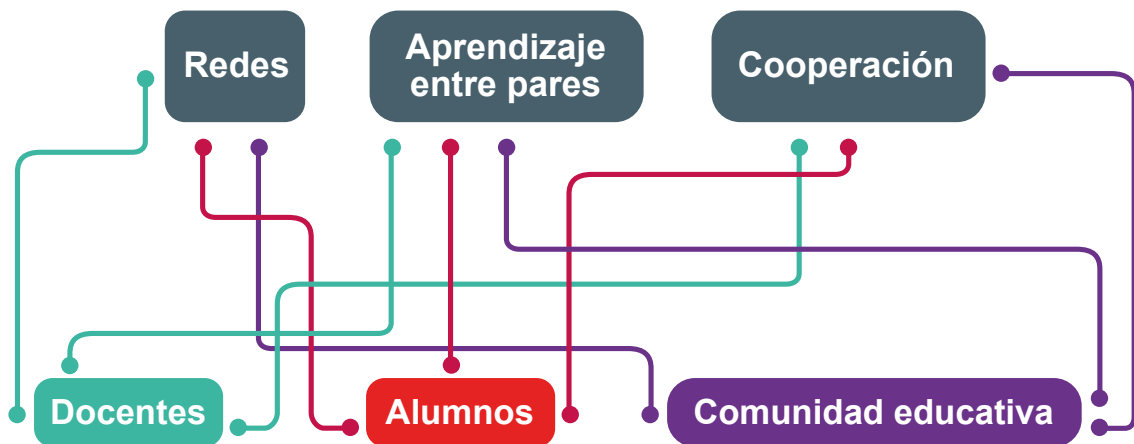 Redes
Aprendizaje
entre pares
Cooperación
Docentes
Alumnos
Comunidad educativa